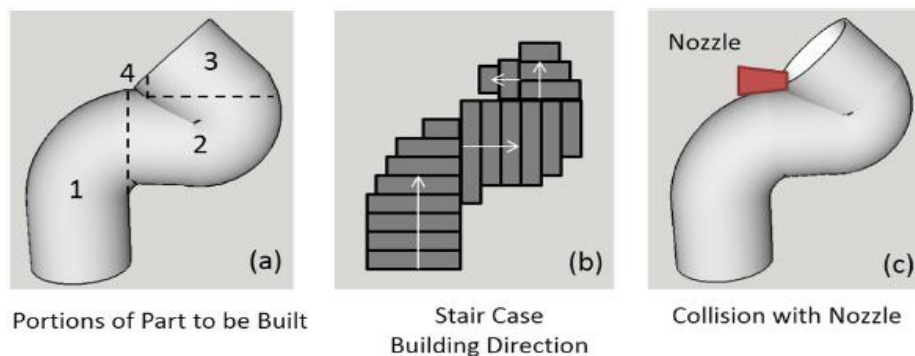 4
3
2
1
(a)
(b)
Nozzle
(c)
Portions of Part to be Built
Stair Case
Building Direction
Collision with Nozzle